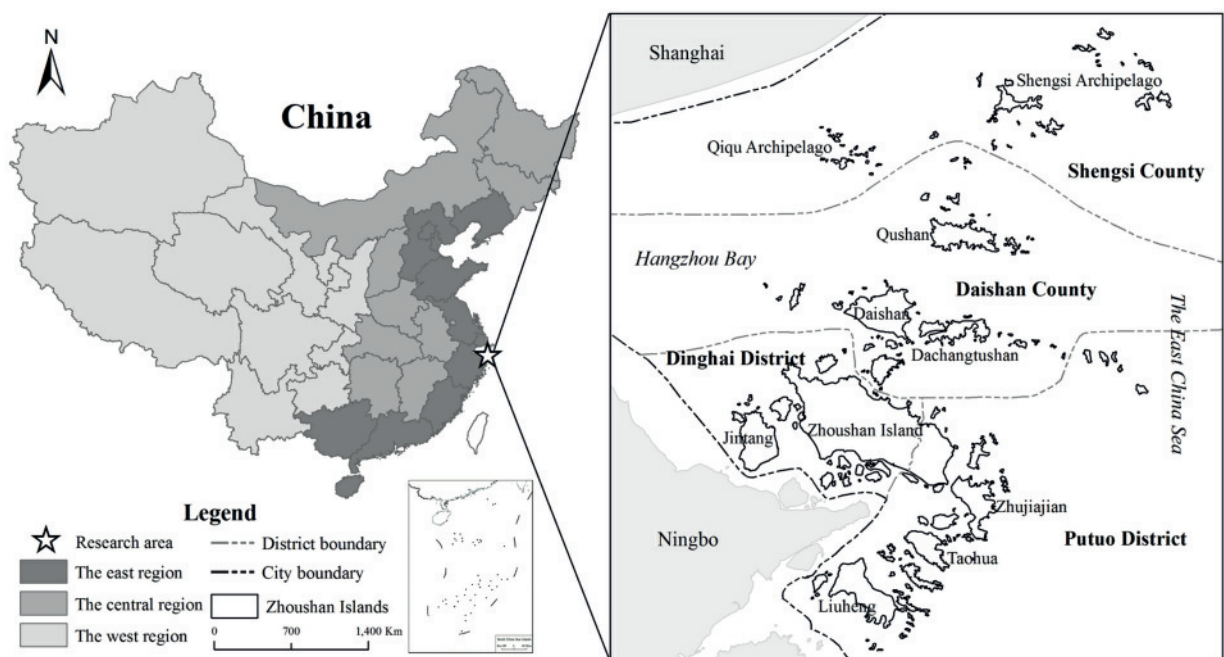 N
China
Legend
Research area
The east region
The central region
The west region
District boundary
City boundary
Zhoushan Islands
0 700 1,400 Km
Shanghai
Shengsi Archipelago
Qiqu Archipelago
Shengsi County
Qushan
Hangzhou Bay
Daishan County
Daishan
The East China Sea
Dachangtushan
Dinghai District
Jintang
Zhoushan Island
Zhujiajian
Ningbo
Putuo District
Taohua
Liuheng